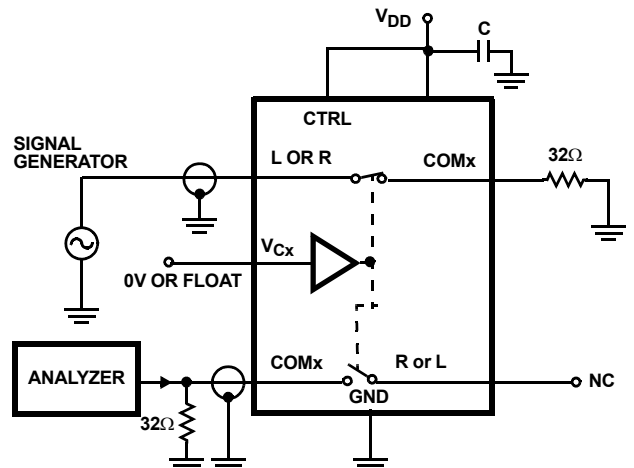 VDD
C
CTRL
SIGNAL
GENERATOR
L OR R
COMx
32Ω
VCx
0V OR FLOAT
COMx
R or L
ANALYZER
NC
GND
32Ω